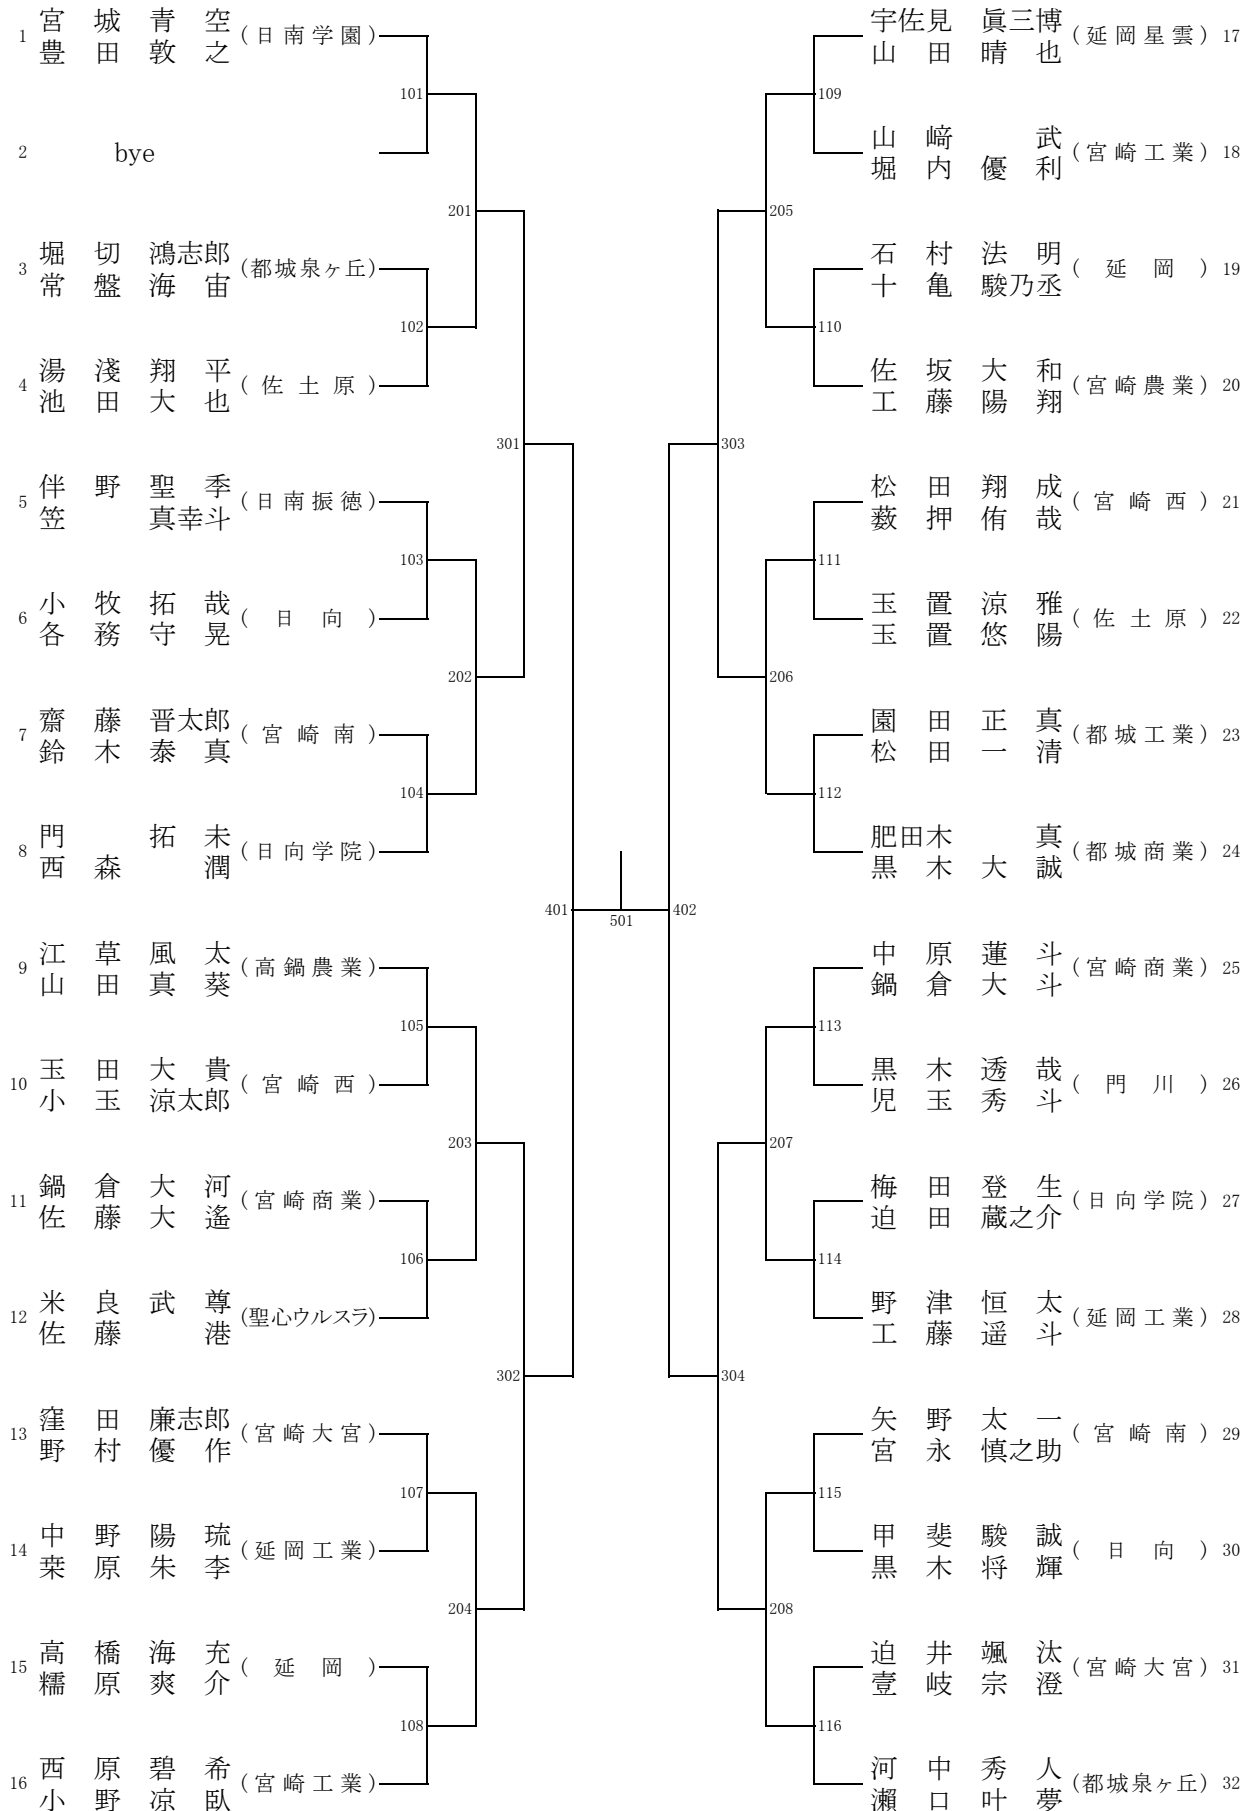 1 宮城青空 (日南学園)
豊田敦之
2 bye
3 堀切鴻志郎 (都城泉ヶ丘)
常盤海宙
4 湯淺翔平 (佐土原)
池田大也
5 伴野聖季 (日南振徳)
笠真幸斗
6 小牧拓哉 (日向)
各務守晃
7 齋藤晋太郎 (宮崎南)
鈴木泰真
8 門拓未 (日向学院)
西森潤
9 江草風太 (高鍋農業)
山田真葵
10 玉田大貴 (宮崎西)
小玉涼太郎
11 鍋倉大河 (宮崎商業)
佐藤大遙
12 米良武尊 (聖心ウルスラ)
佐藤港
13 窪田廉志郎 (宮崎大宮)
野村優作
14 中野陽琉 (延岡工業)
桒原朱李
15 高橋海充 (延岡)
糯原爽介
16 西原碧希 (宮崎工業)
小野凉臥
101
102
103
104
105
106
107
108
201
202
203
204
301
302
401
501
402
303
304
205
206
207
208
109
110
111
112
113
114
115
116
宇佐見眞三博 (延岡星雲) 17
山田晴也
山﨑武 (宮崎工業) 18
堀内優利
石村法明 (延岡) 19
十亀駿乃丞
佐坂大和 (宮崎農業) 20
工藤陽翔
松田翔成 (宮崎西) 21
薮押侑哉
玉置涼雅 (佐土原) 22
玉置悠陽
園田正真 (都城工業) 23
松田一清
肥田木真 (都城商業) 24
黒木大誠
中原蓮斗 (宮崎商業) 25
鍋倉大斗
黒木透哉 (門川) 26
児玉秀斗
梅田登生 (日向学院) 27
迫田蔵之介
野津恒太 (延岡工業) 28
工藤遥斗
矢野太一 (宮崎南) 29
宮永慎之助
甲斐駿誠 (日向) 30
黒木将輝
迫井颯汰 (宮崎大宮) 31
壹岐宗澄
河中秀人 (都城泉ヶ丘) 32
瀬口叶夢